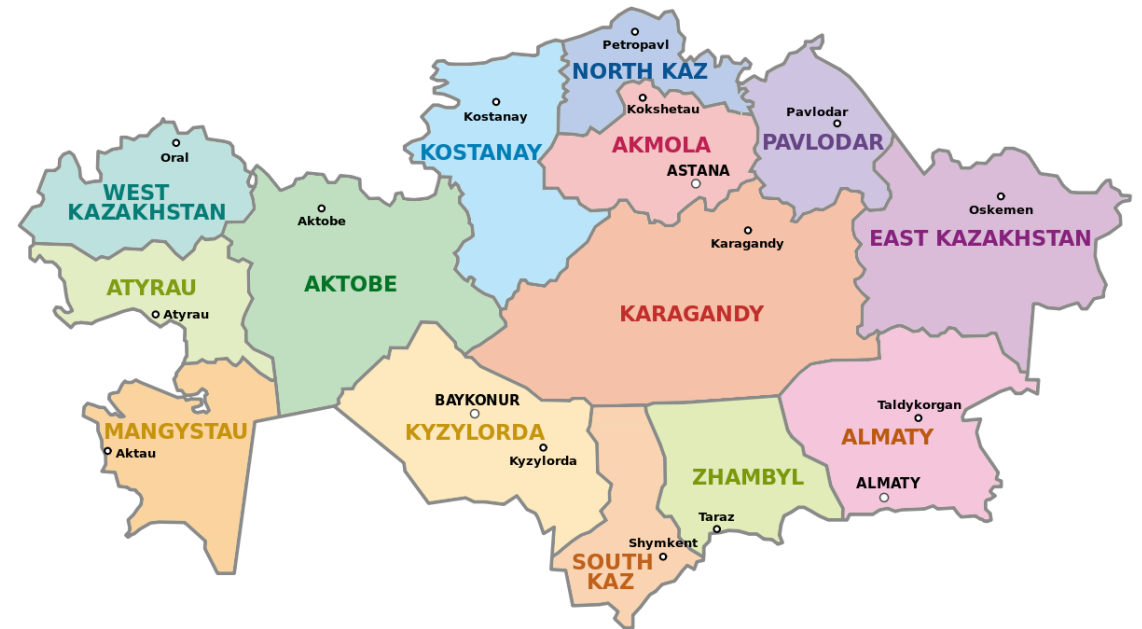 Petropavl
NORTH KAZ
Kostanay
Kokshetau
Pavlodar
KOSTANAY
AKMOLA
PAVLODAR
ASTANA
Oral
WEST
KAZAKHSTAN
Aktobe
Karagandy
Oskemen
EAST KAZAKHSTAN
ATYRAU
Atyrau
AKTOBE
KARAGANDY
BAYKONUR
KYZYLORDA
Kyzylorda
MANGYSTAU
Aktau
Taldykorgan
ALMATY
ALMATY
ZHAMBYL
Taraz
Shymkent
SOUTH
KAZ